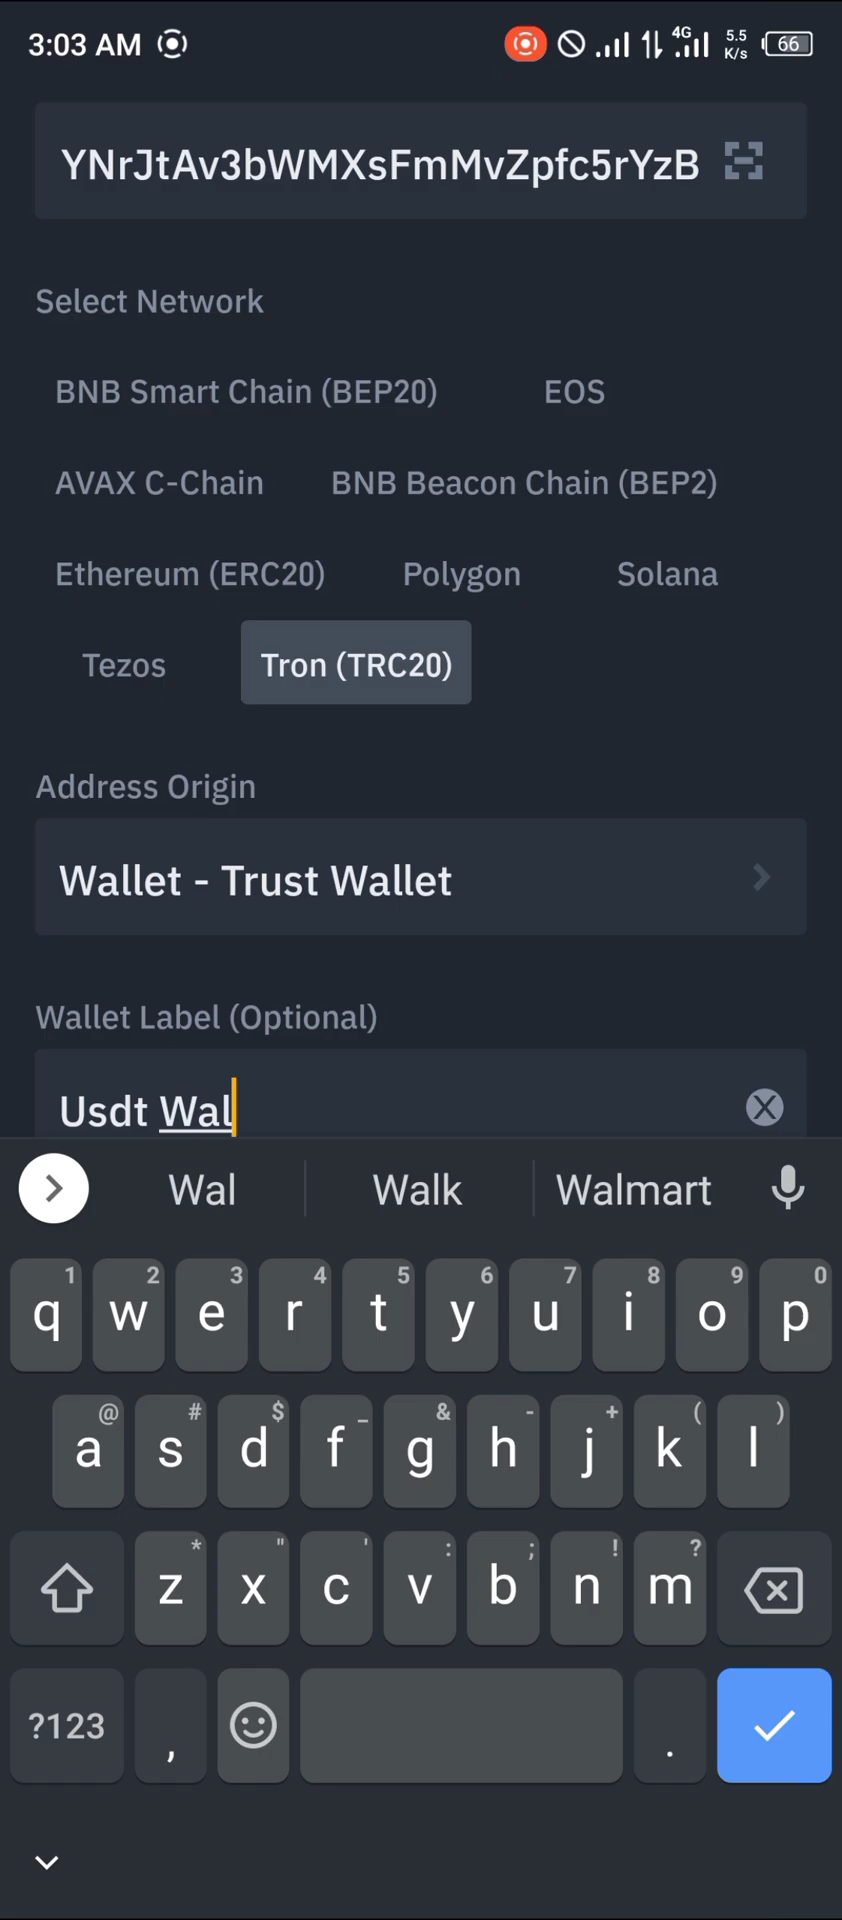 3:03 AM 4G 5.5 K/s 66
YNrJtAv3bWMXsFmMvZpfc5rYzB
Select Network
BNB Smart Chain (BEP20) EOS
AVAX C-Chain BNB Beacon Chain (BEP2)
Ethereum (ERC20) Polygon Solana
Tezos Tron (TRC20)
Address Origin
Wallet - Trust Wallet
Wallet Label (Optional)
Usdt Wal
Wal Walk Walmart
1 2 3 4 5 6 7 8 9 0
q w e r t y u i o p
@ # $ _ & - + ( )
a s d f g h j k l
* " ' : ; ! ?
z x c v b n m
?123 , .